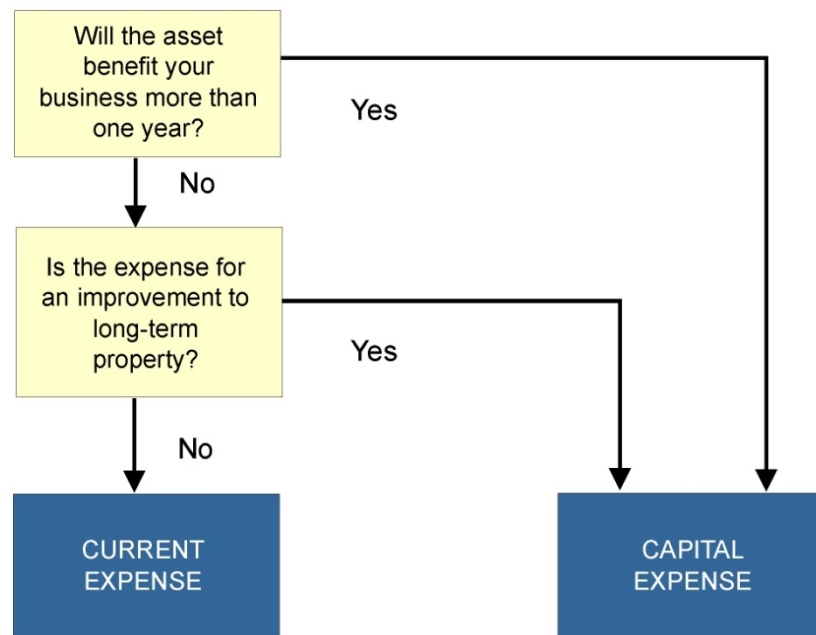 Will the asset
benefit your
business more than
one year?
Yes
No
Is the expense for
an improvement to
long-term
property?
Yes
No
CURRENT
EXPENSE
CAPITAL
EXPENSE